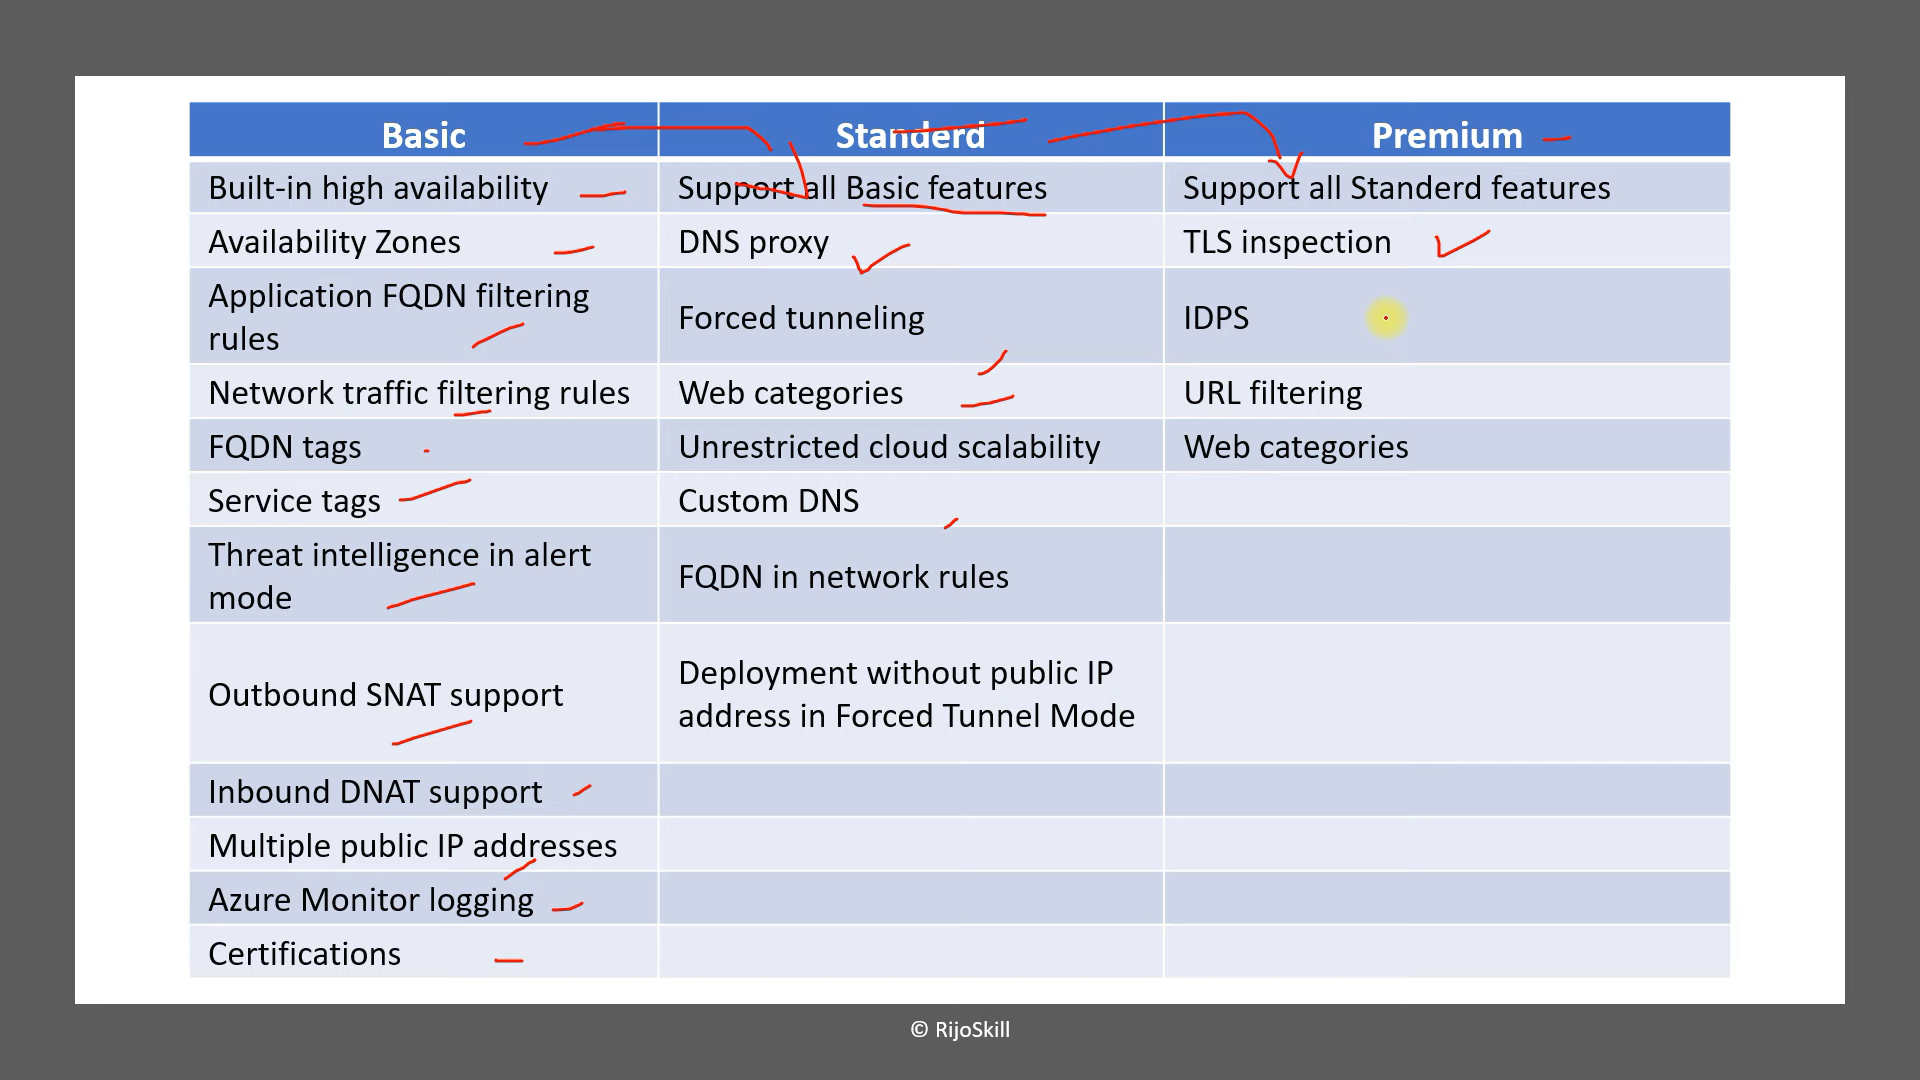 Basic Standerd Premium
Built-in high availability Support all Basic features Support all Standerd features
Availability Zones DNS proxy TLS inspection
Application FQDN filtering
rules Forced tunneling IDPS
Network traffic filtering rules Web categories URL filtering
FQDN tags Unrestricted cloud scalability Web categories
Service tags Custom DNS
Threat intelligence in alert
mode FQDN in network rules
Outbound SNAT support Deployment without public IP
address in Forced Tunnel Mode
Inbound DNAT support
Multiple public IP addresses
Azure Monitor logging
Certifications
© RijoSkill